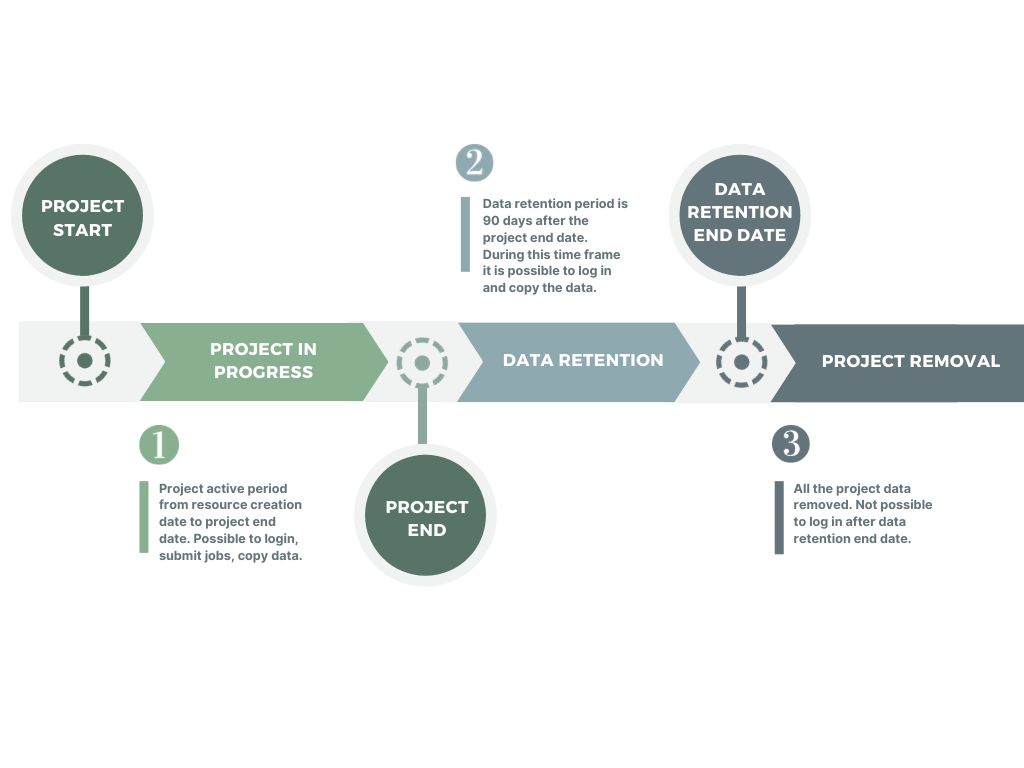 PROJECT
START
2
Data retention period is
90 days after the
project end date.
During this time frame
it is possible to log in
and copy the data.
DATA
RETENTION
END DATE
PROJECT IN
PROGRESS
DATA RETENTION
PROJECT REMOVAL
1
Project active period
from resource creation
date to project end
date. Possible to login,
submit jobs, copy data.
PROJECT
END
3
All the project data
removed. Not possible
to log in after data
retention end date.